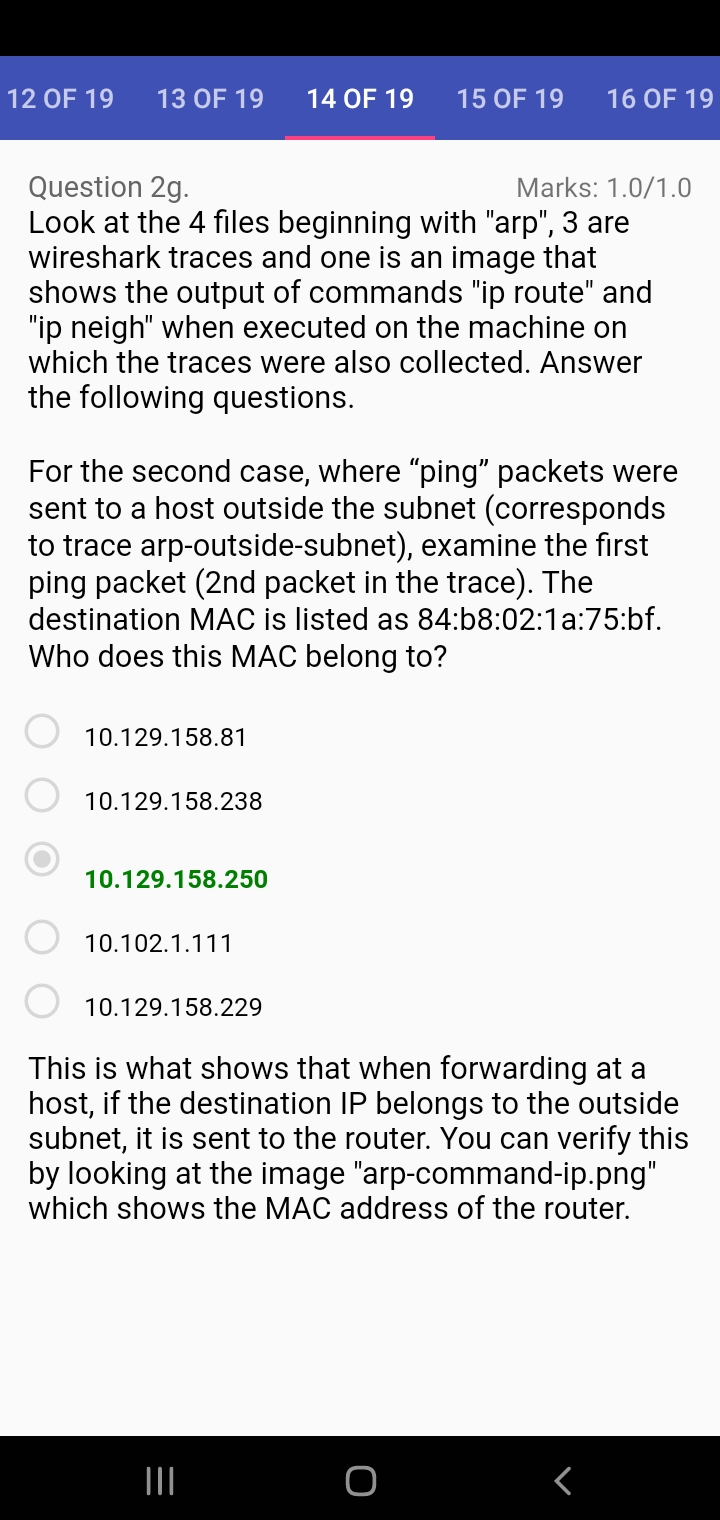 12 OF 19 13 OF 19 14 OF 19 15 OF 19 16 OF 19
Question 2g. Marks: 1.0/1.0
Look at the 4 files beginning with "arp", 3 are
wireshark traces and one is an image that
shows the output of commands "ip route" and
"ip neigh" when executed on the machine on
which the traces were also collected. Answer
the following questions.
For the second case, where “ping” packets were
sent to a host outside the subnet (corresponds
to trace arp-outside-subnet), examine the first
ping packet (2nd packet in the trace). The
destination MAC is listed as 84:b8:02:1a:75:bf.
Who does this MAC belong to?
10.129.158.81
10.129.158.238
10.129.158.250
10.102.1.111
10.129.158.229
This is what shows that when forwarding at a
host, if the destination IP belongs to the outside
subnet, it is sent to the router. You can verify this
by looking at the image "arp-command-ip.png"
which shows the MAC address of the router.